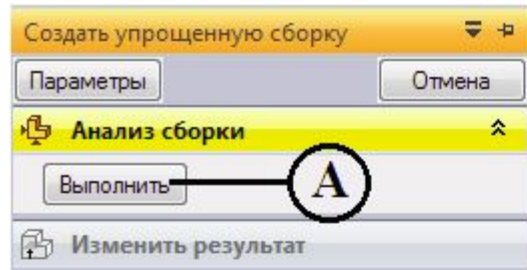 Создать упрощенную сборку
Параметры Отмена
Анализ сборки
Выполнить A
Изменить результат